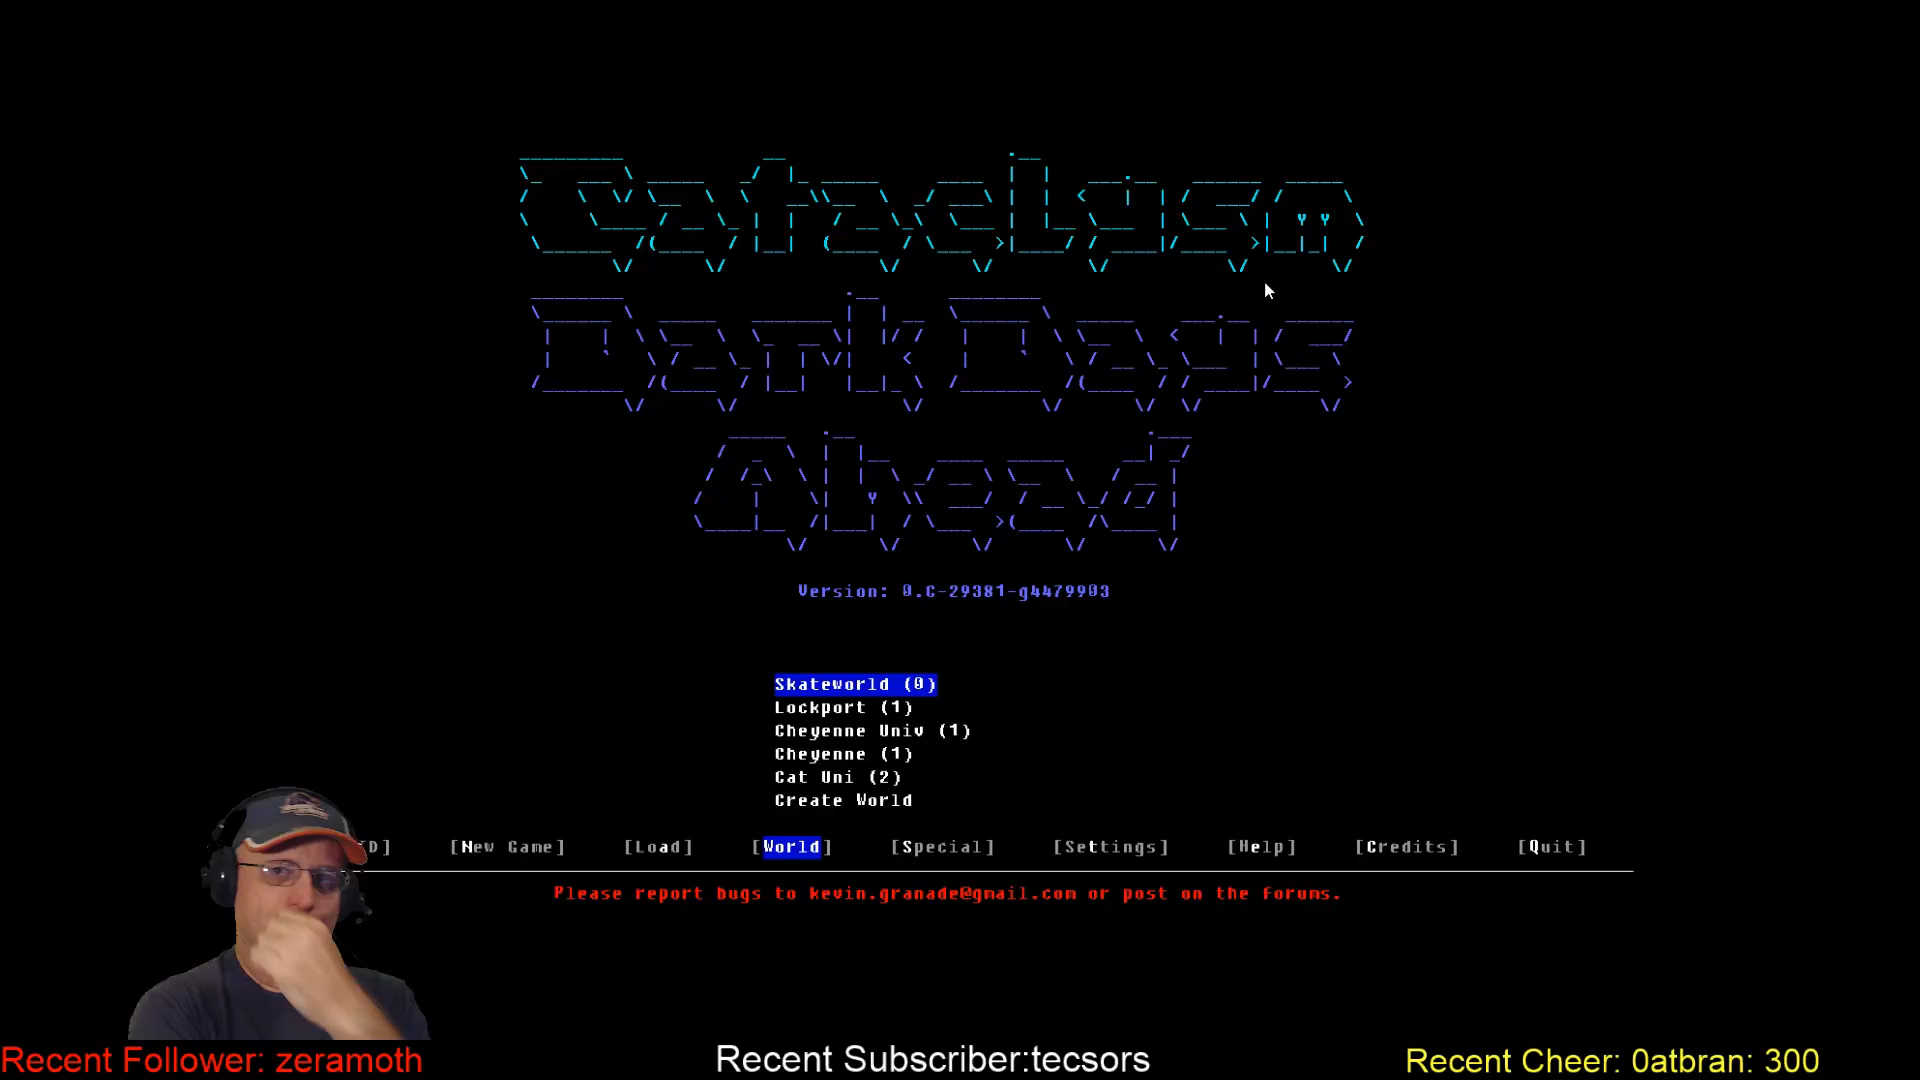 Cataclysm
Dark Days
Ahead
Version: 0.C-29381-g4479903
Skateworld (0)
Lockport (1)
Cheyenne Univ (1)
Cheyenne (1)
Cat Uni (2)
Create World
D] [New Game] [Load] [World] [Special] [Settings] [Help] [Credits] [Quit]
Please report bugs to kevin.granade@gmail.com or post on the forums.
Recent Follower: zeramoth Recent Subscriber:tecsors Recent Cheer: 0atbran: 300